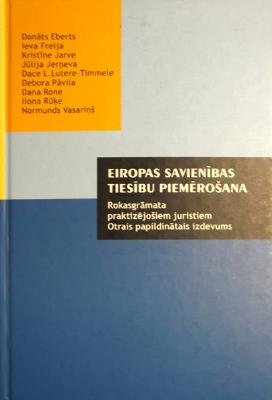 Donāts Eberts
Ieva Freija
Kristīne Jarve
Jūlija Jerņeva
Dace L.Lutere-Timmele
Debora Pāvila
Dana Rone
Ilona Rūķe
Normunds Vasariņš
EIROPAS SAVIENĪBAS
TIESĪBU PIEMĒROŠANA
Rokasgrāmata
praktizējošiem juristiem
Otrais papildinātais izdevums